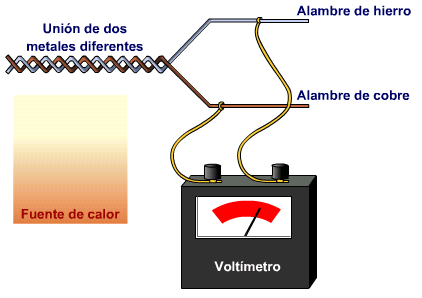 Unión de dos
metales diferentes
Alambre de hierro
Alambre de cobre
Fuente de calor
Voltímetro